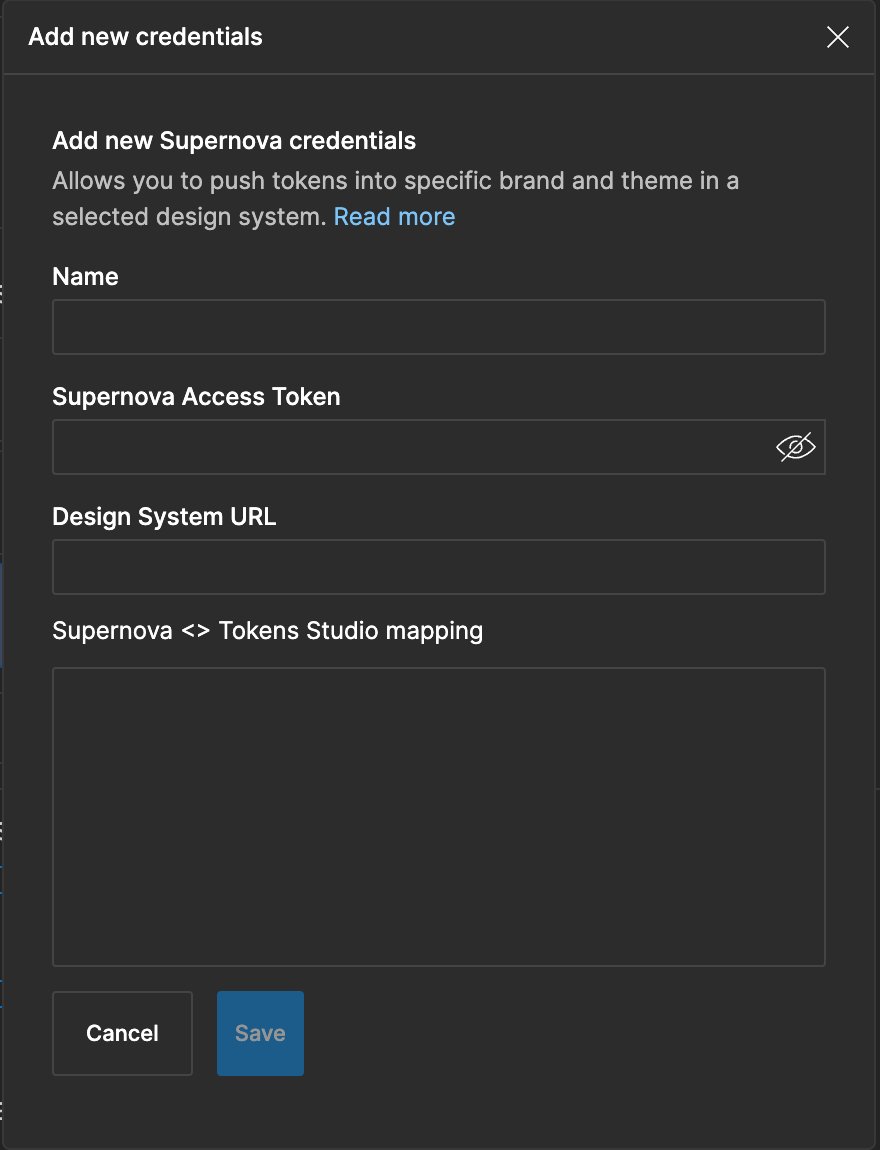 Add new credentials
Add new Supernova credentials
Allows you to push tokens into specific brand and theme in a
selected design system. Read more
Name
Supernova Access Token
Design System URL
Supernova <> Tokens Studio mapping
Cancel
Save